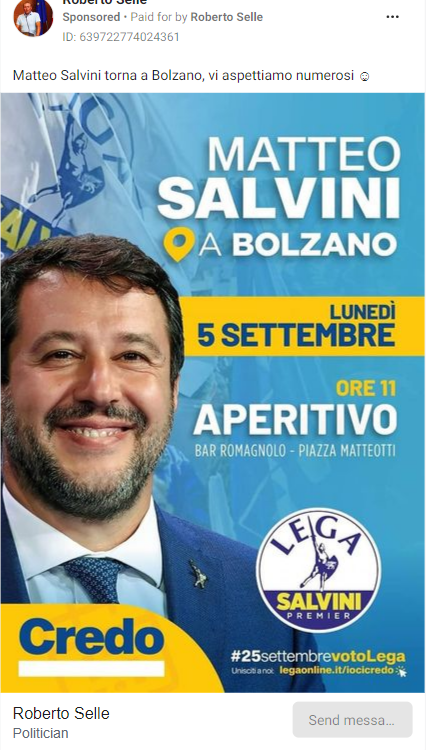 Roberto Selle
Sponsored • Paid for by Roberto Selle
ID: 639722774024361
Matteo Salvini torna a Bolzano, vi aspettiamo numerosi ☺
MATTEO
SALVINI
A BOLZANO
LUNEDÌ
5 SETTEMBRE
ORE 11
APERITIVO
BAR ROMAGNOLO - PIAZZA MATTEOTTI
LEGA
SALVINI
PREMIER
Credo
#25settembrevotoLega
Unisciti a noi: legaonline.it/iocicredo
Roberto Selle
Politician
Send messa...